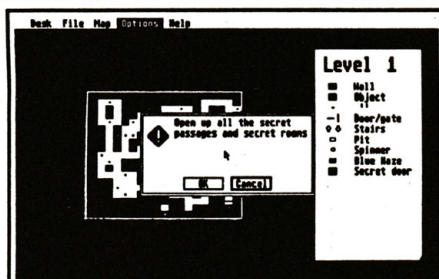 Desk File Map Options Help
Level 1
Wall
Object
Door/gate
Stairs
Pit
Spinner
Blue Haze
Secret door
Open up all the secret
passages and secret rooms
OK
Cancel